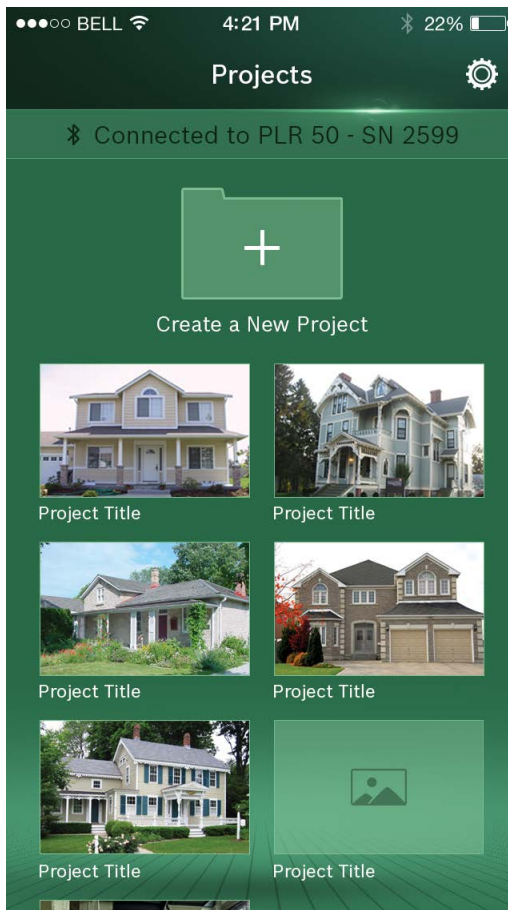 BELL 4:21 PM 22%
Projects
Connected to PLR 50 - SN 2599
Create a New Project
Project Title Project Title
Project Title Project Title
Project Title Project Title